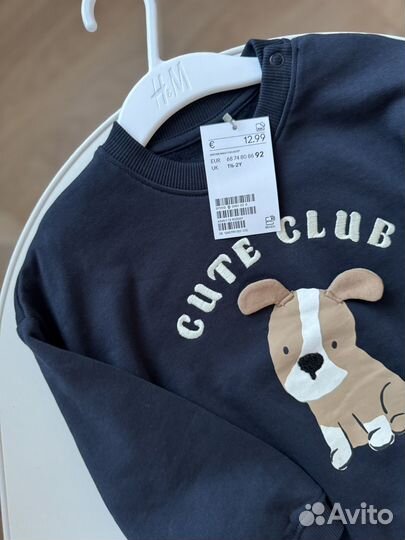 H&M
€ 12.99
EUR 68 74 80 86 92
UK 1½-2Y
CUTE CLUB
Avito